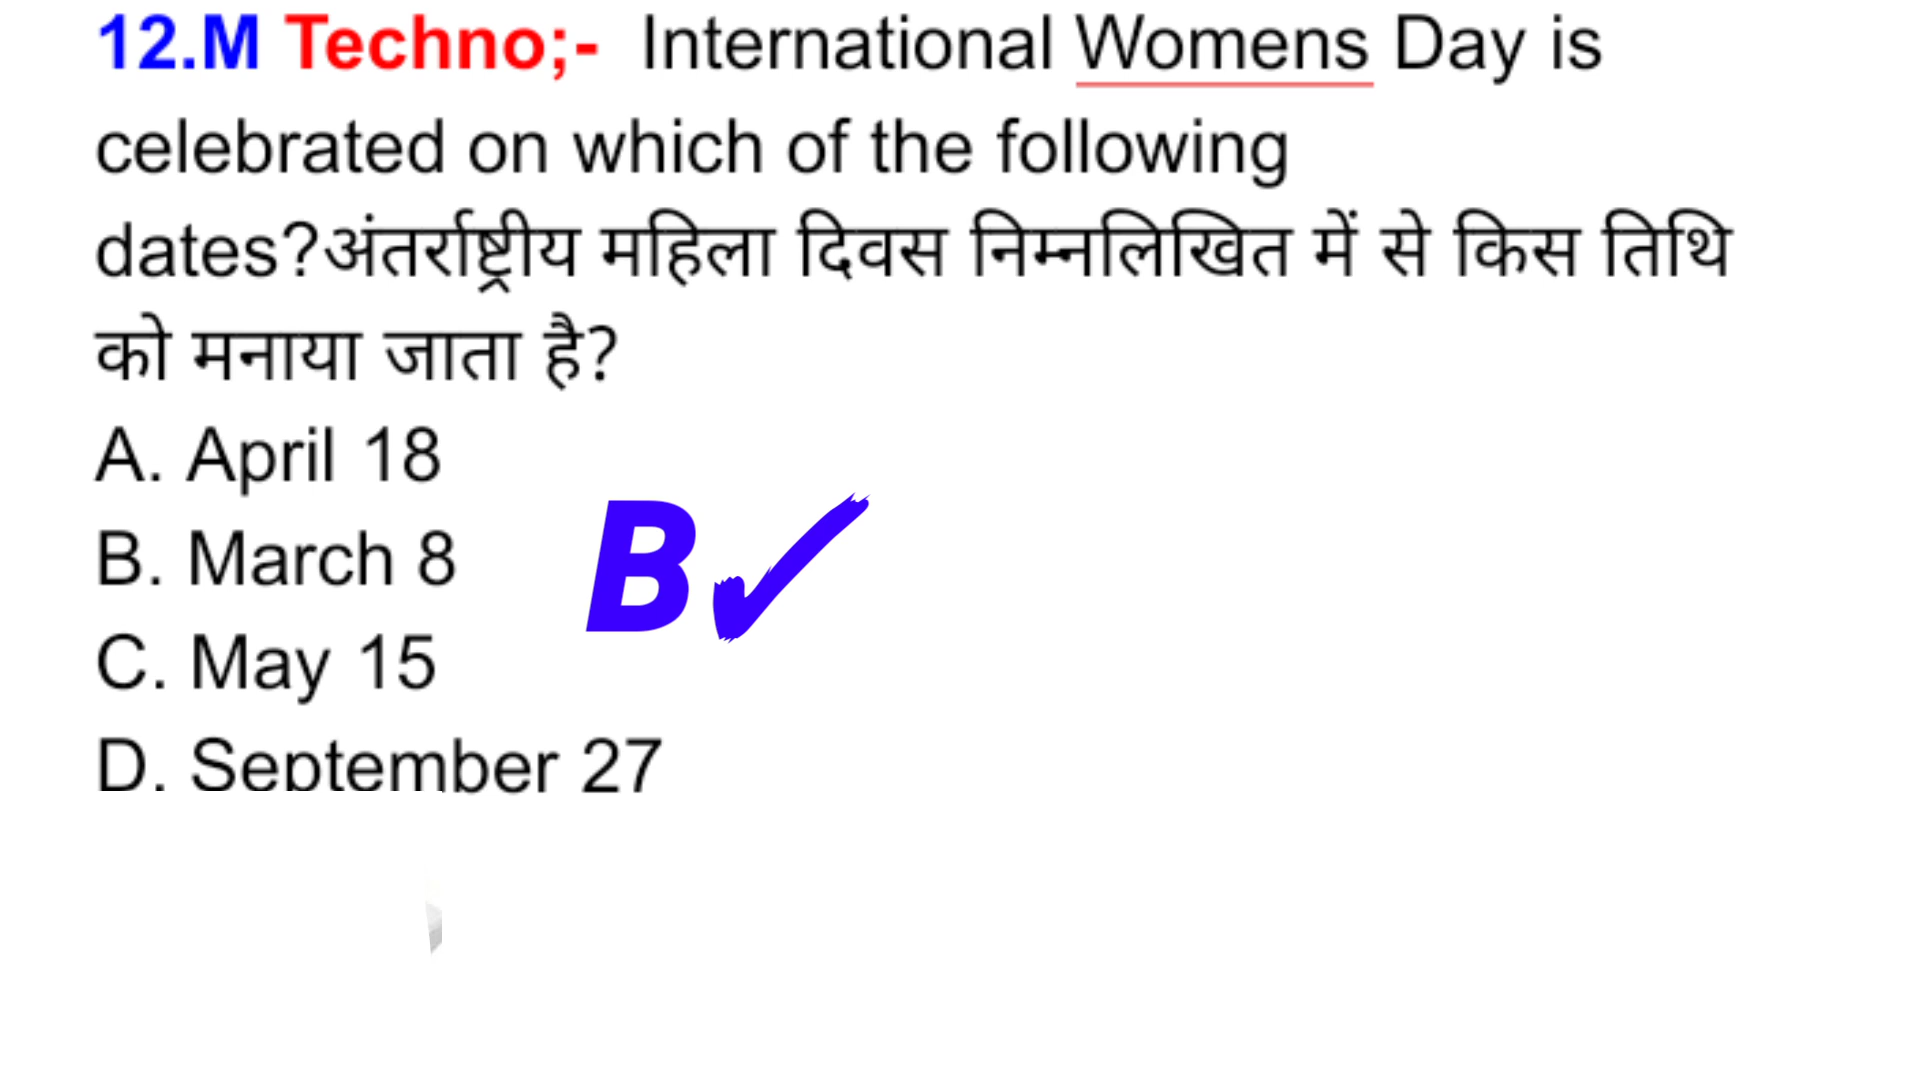 12.M Techno;- International Womens Day is
celebrated on which of the following
dates?अंतर्राष्ट्रीय महिला दिवस निम्नलिखित में से किस तिथि
को मनाया जाता है?
A. April 18
B. March 8
B✓
C. May 15
D. September 27